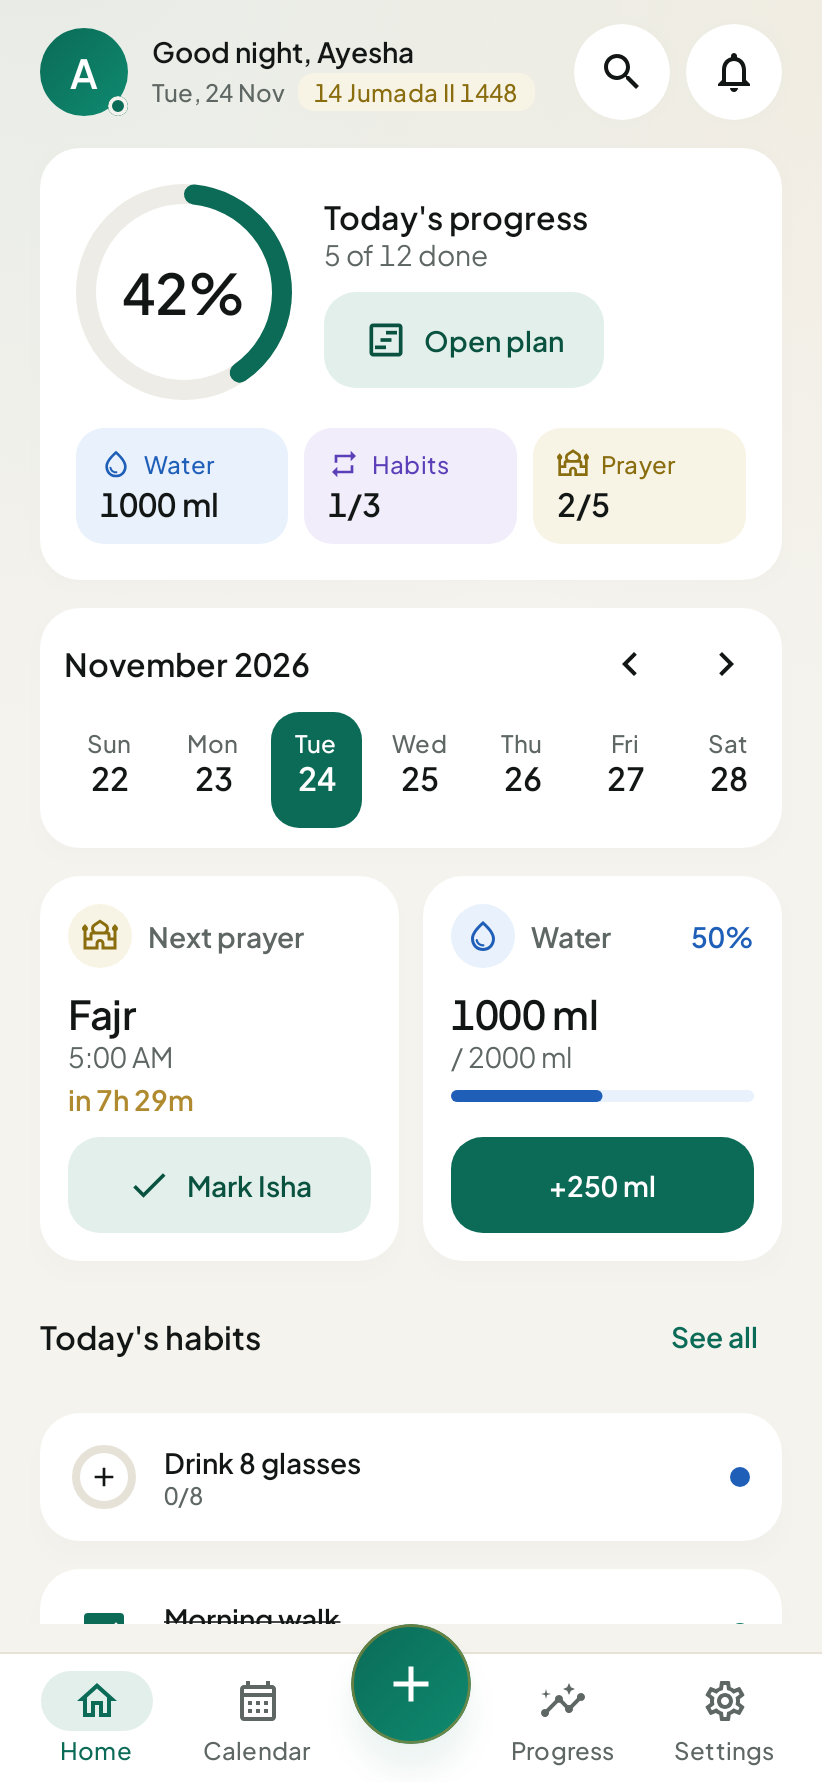 A
Good night, Ayesha
Tue, 24 Nov
14 Jumada II 1448
42%
Today's progress
5 of 12 done
Open plan
Water
1000 ml
Habits
1/3
Prayer
2/5
November 2026
Sun
Mon
Tue
Wed
Thu
Fri
Sat
22
23
24
25
26
27
28
Next prayer
Fajr
5:00 AM
in 7h 29m
Mark Isha
Water
50%
1000 ml
/ 2000 ml
+250 ml
Today's habits
See all
Drink 8 glasses
0/8
Morning walk
Home
Calendar
Progress
Settings